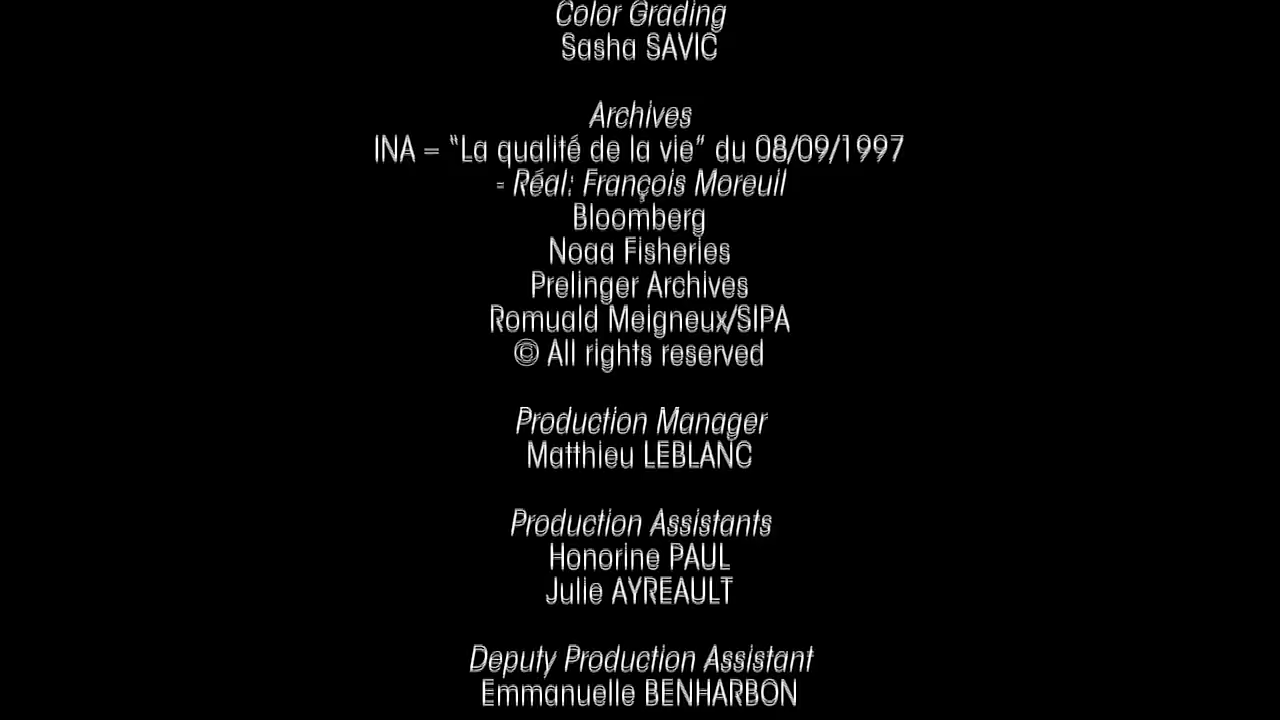 Color Grading
Sasha SAVIC
Archives
INA – “La qualité de la vie” du 08/09/1997
- Réal: François Moreuil
Bloomberg
Noaa Fisheries
Prelinger Archives
Romuald Meigneux/SIPA
© All rights reserved
Production Manager
Matthieu LEBLANC
Production Assistants
Honorine PAUL
Julie AYREAULT
Deputy Production Assistant
Emmanuelle BENHARBON